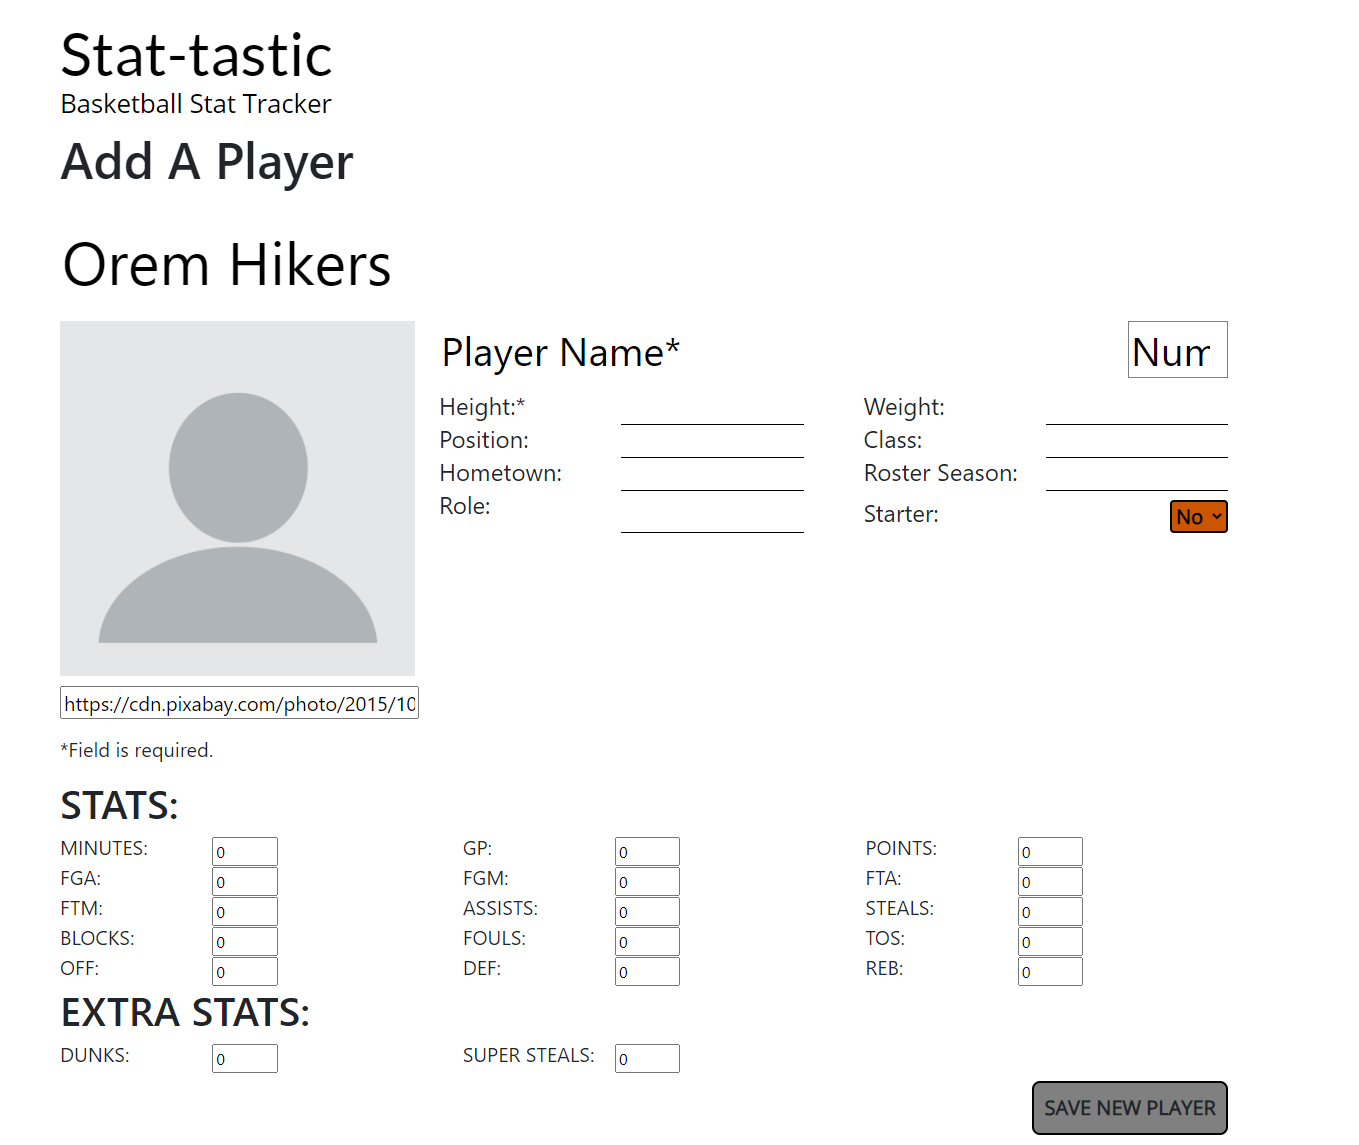 Stat-tastic
Basketball Stat Tracker
Add A Player
Orem Hikers
Player Name* Num
Height:* Weight:
Position: Class:
Hometown: Roster Season:
Role: Starter: No
https://cdn.pixabay.com/photo/2015/10
*Field is required.
STATS:
MINUTES: 0 GP: 0 POINTS: 0
FGA: 0 FGM: 0 FTA: 0
FTM: 0 ASSISTS: 0 STEALS: 0
BLOCKS: 0 FOULS: 0 TOS: 0
OFF: 0 DEF: 0 REB: 0
EXTRA STATS:
DUNKS: 0 SUPER STEALS: 0
SAVE NEW PLAYER